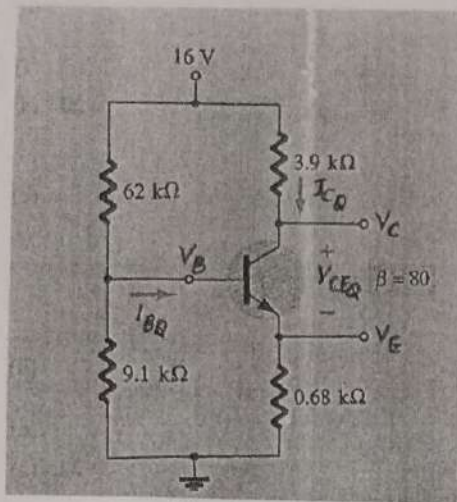 16 V
3.9 kΩ
I_CQ
62 kΩ
V_C
V_B
+
V_CEQ
β = 80
I_BQ
−
V_E
9.1 kΩ
0.68 kΩ